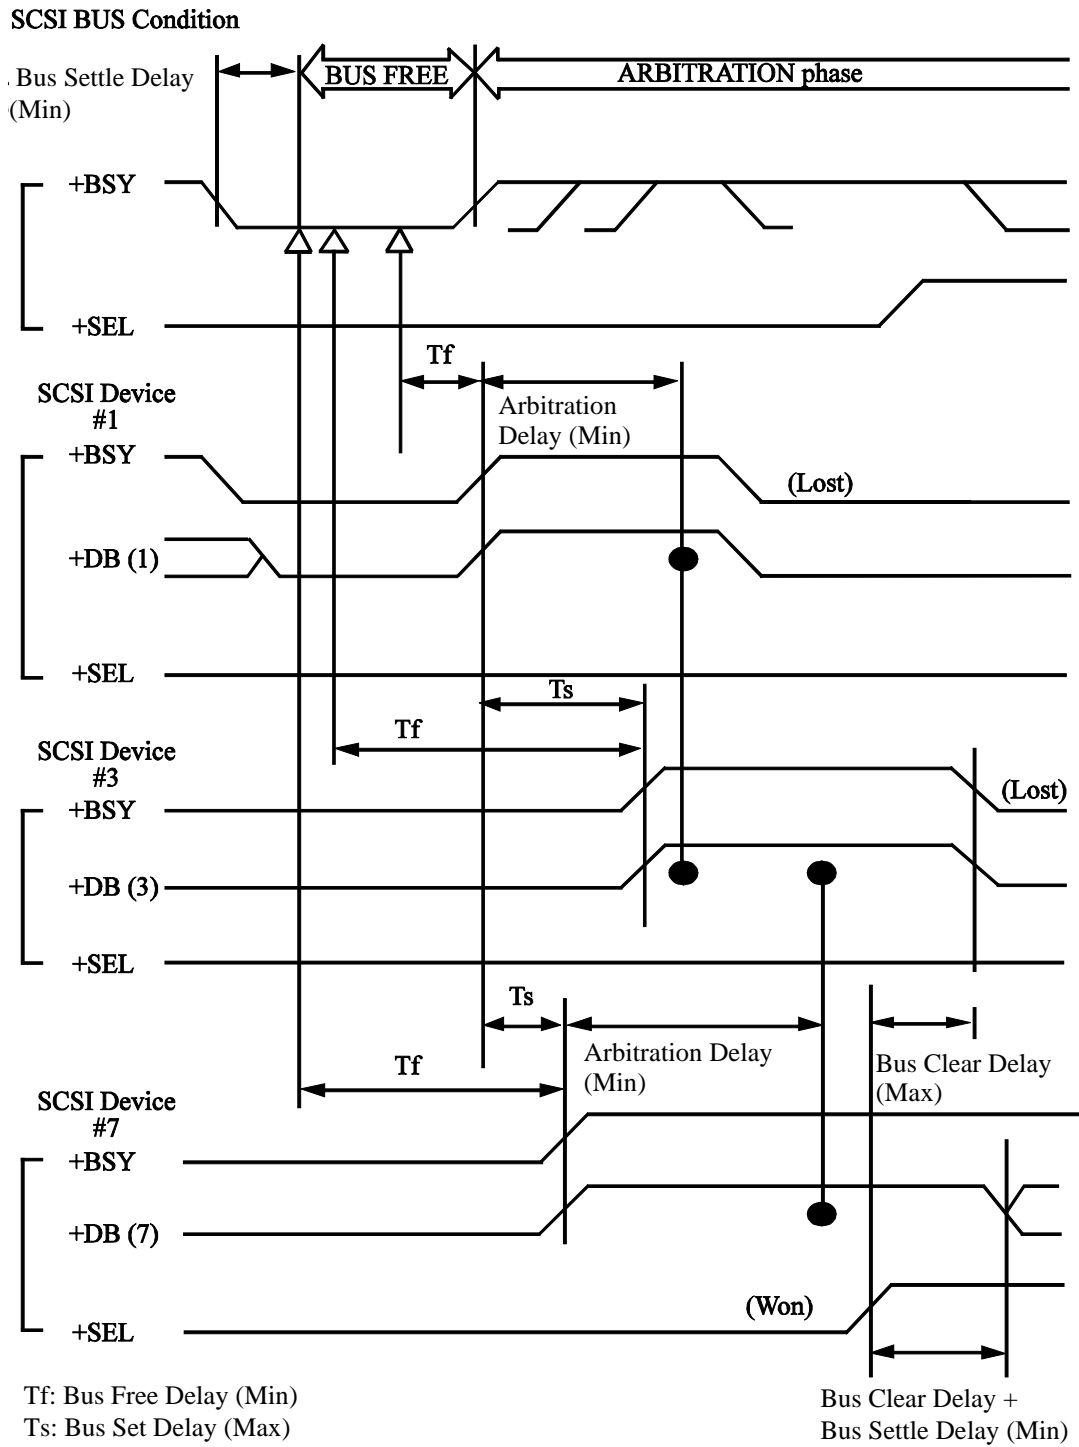 SCSI BUS Condition
. Bus Settle Delay
(Min)
BUS FREE
ARBITRATION phase
+BSY
+SEL
Tf
SCSI Device
#1
Arbitration
Delay (Min)
+BSY
(Lost)
+DB (1)
+SEL
Ts
Tf
SCSI Device
#3
+BSY
(Lost)
+DB (3)
+SEL
Ts
Arbitration Delay
(Min)
Bus Clear Delay
(Max)
Tf
SCSI Device
#7
+BSY
+DB (7)
(Won)
+SEL
Tf: Bus Free Delay (Min)
Ts: Bus Set Delay (Max)
Bus Clear Delay +
Bus Settle Delay (Min)